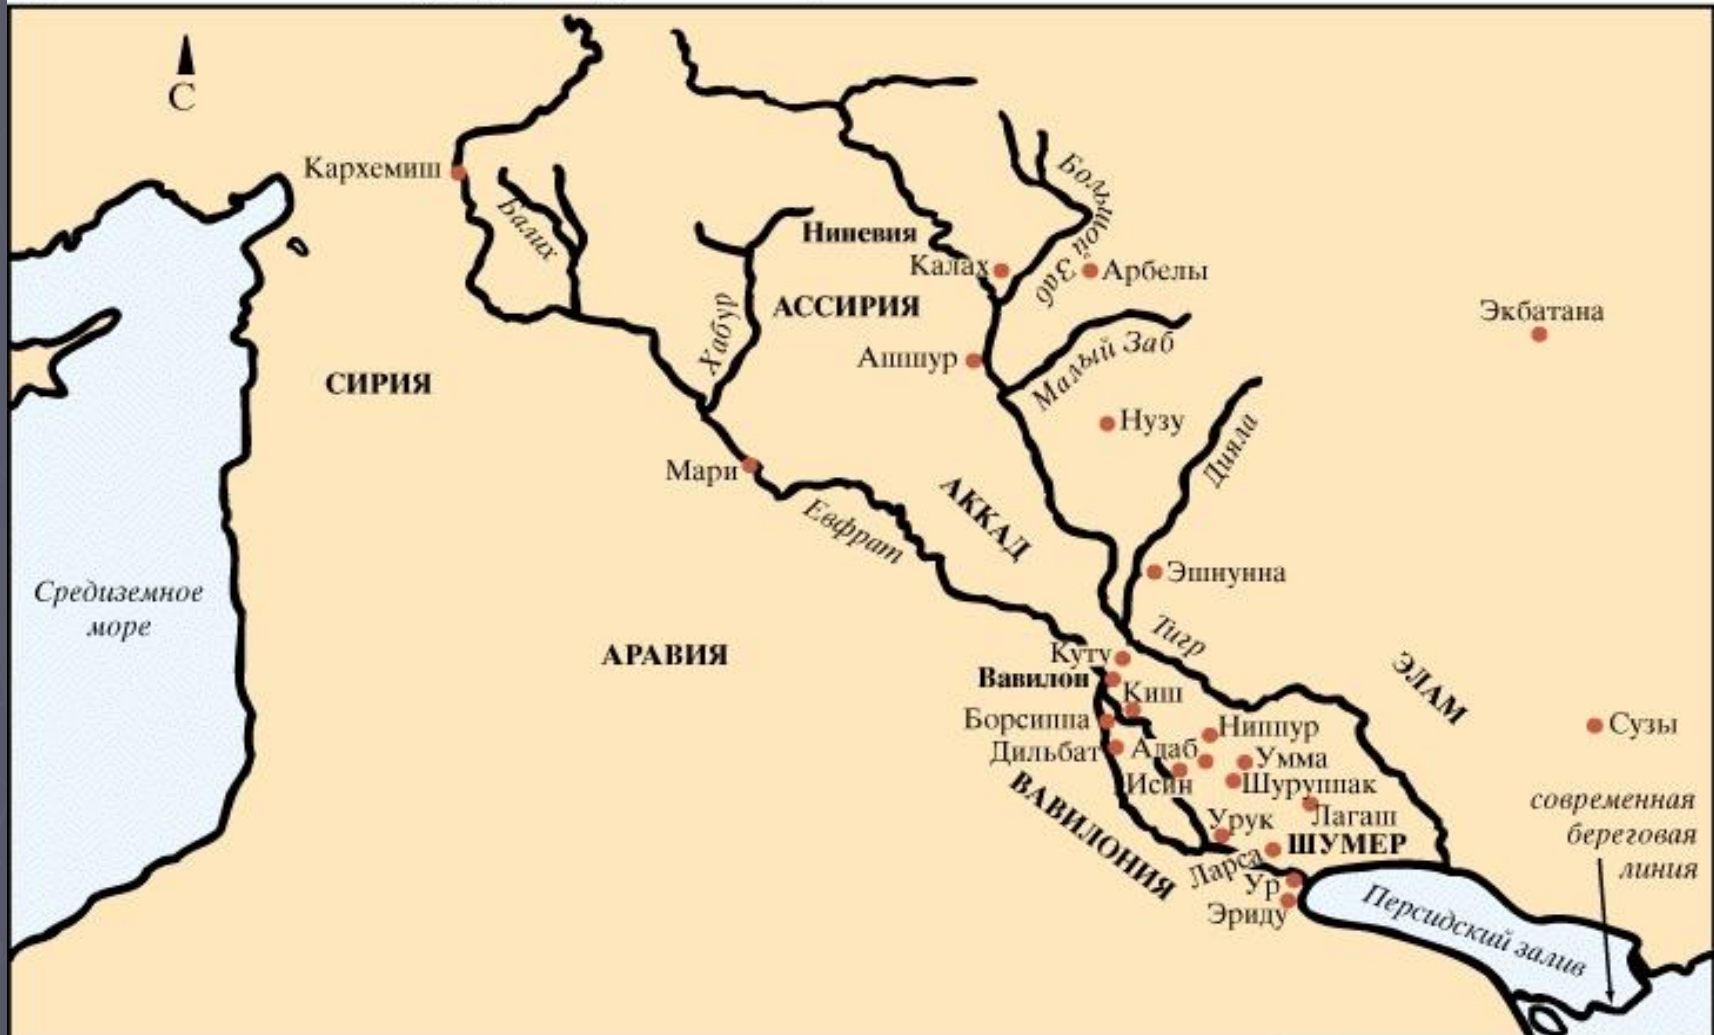 С
Кархемиш
Балих
Хабур
Ниневия
Калах
Большой Заб
Арбелы
АССИРИЯ
Ашшур
Малый Заб
Экбатана
СИРИЯ
Нузу
Дияла
Мари
Евфрат
АККАД
Эшнунна
Средиземное
море
АРАВИЯ
Тигр
Куту
Вавилон
Киш
ЭЛАМ
Борсиппа
Ниппур
Сузы
Дильбат
Адаб
Умма
Исин
Шуруппак
ВАВИЛОНИЯ
Лагаш
современная
береговая
линия
Урук
ШУМЕР
Ларса
Ур
Эриду
Персидский залив